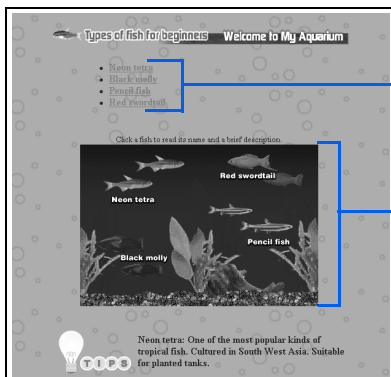 Types of fish for beginners Welcome to My Aquarium
Neon tetra
Black molly
Pencil fish
Red swordtail
Click a fish to read its name and a brief description.
Red swordtail
Neon tetra
Pencil fish
Black molly
Neon tetra: One of the most popular kinds of
tropical fish. Cultured in South West Asia. Suitable
for planted tanks.
TIPS